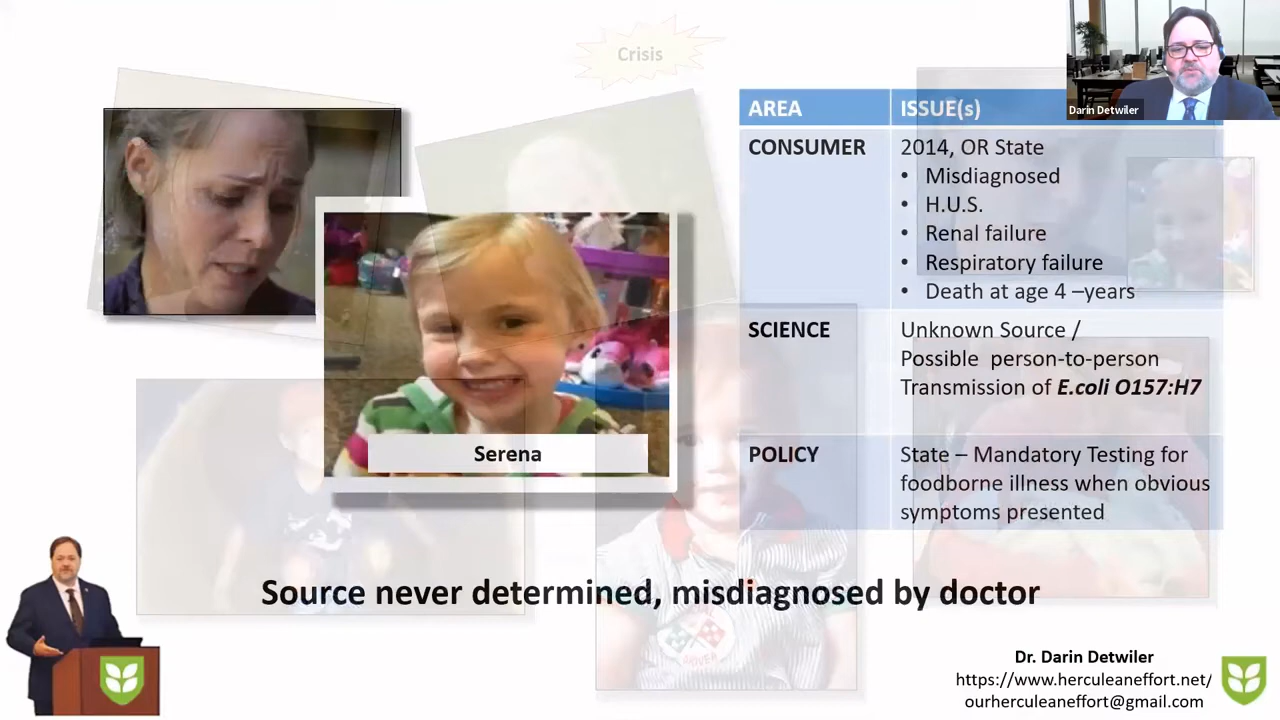 Crisis
Darin Detwiler
AREA ISSUE(s)
CONSUMER 2014, OR State
• Misdiagnosed
• H.U.S.
• Renal failure
• Respiratory failure
• Death at age 4 –years
SCIENCE Unknown Source /
Possible person-to-person
Transmission of E.coli O157:H7
POLICY State – Mandatory Testing for
foodborne illness when obvious
symptoms presented
Serena
Source never determined, misdiagnosed by doctor
Dr. Darin Detwiler
https://www.herculeaneffort.net/
ourherculeaneffort@gmail.com